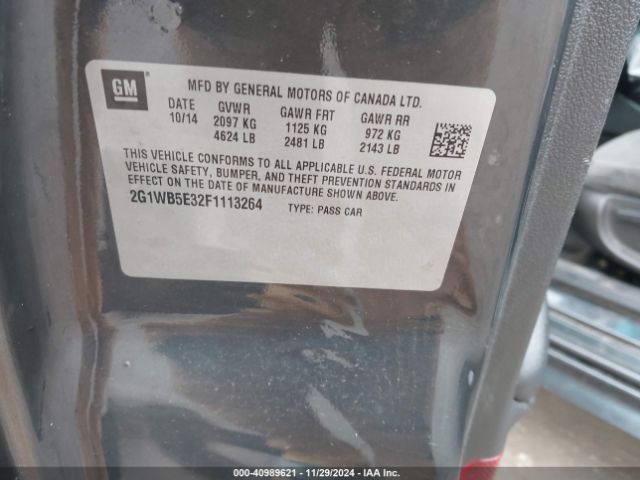 GM
MFD BY GENERAL MOTORS OF CANADA LTD.
DATE GVWR GAWR FRT GAWR RR
10/14 2097 KG 1125 KG 972 KG
4624 LB 2481 LB 2143 LB
THIS VEHICLE CONFORMS TO ALL APPLICABLE U.S. FEDERAL MOTOR
VEHICLE SAFETY, BUMPER, AND THEFT PREVENTION STANDARDS IN
EFFECT ON THE DATE OF MANUFACTURE SHOWN ABOVE.
2G1WB5E32F1113264 TYPE: PASS CAR
000-40989621 - 11/29/2024 - IAA Inc.